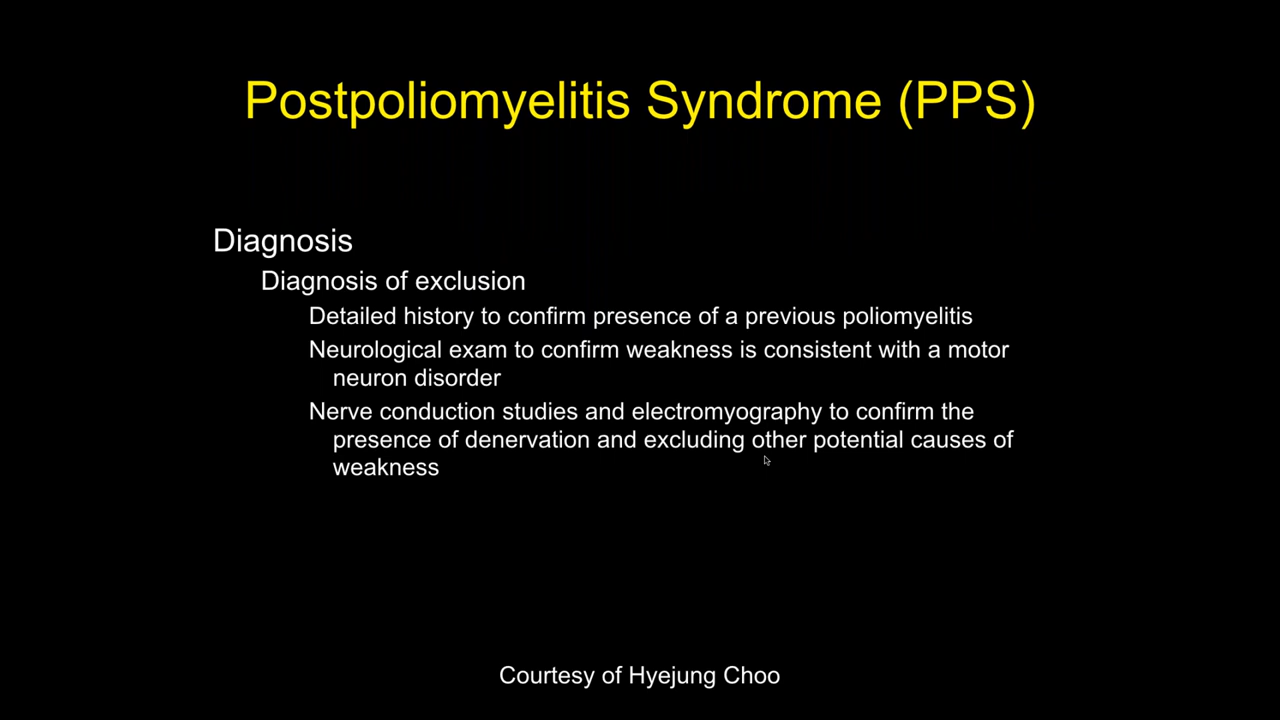 Postpoliomyelitis Syndrome (PPS)
Diagnosis
Diagnosis of exclusion
Detailed history to confirm presence of a previous poliomyelitis
Neurological exam to confirm weakness is consistent with a motor
neuron disorder
Nerve conduction studies and electromyography to confirm the
presence of denervation and excluding other potential causes of
weakness
Courtesy of Hyejung Choo